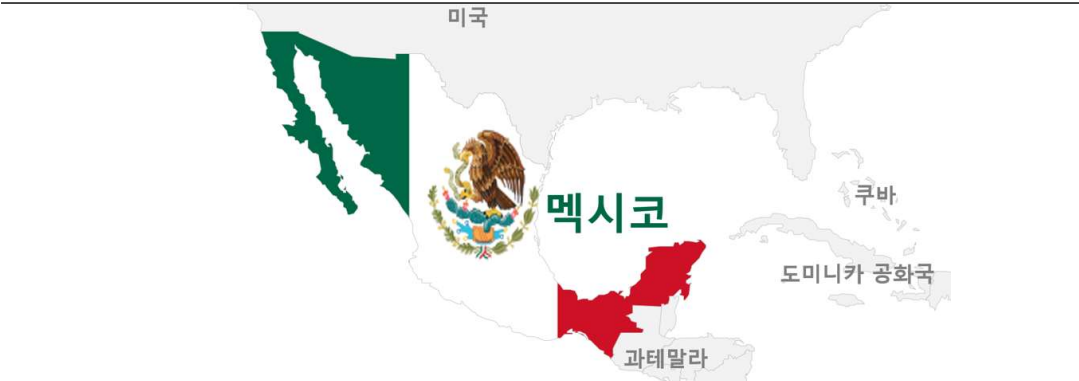 미국
쿠바
멕시코
도미니카 공화국
과테말라